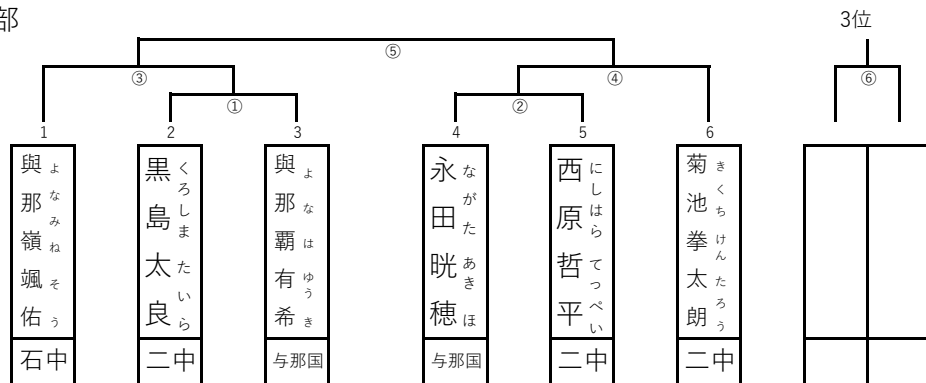 部
3位
⑤
③
④
⑥
①
②
1
2
3
4
5
6
與那嶺颯佑
よなみねそう
石中
黒島太良
くろしまたいら
二中
與那覇有希
よなはゆうき
与那国
永田晄穂
ながたあきほ
与那国
西原哲平
にしはらてっぺい
二中
菊池拳太朗
きくちけんたろう
二中